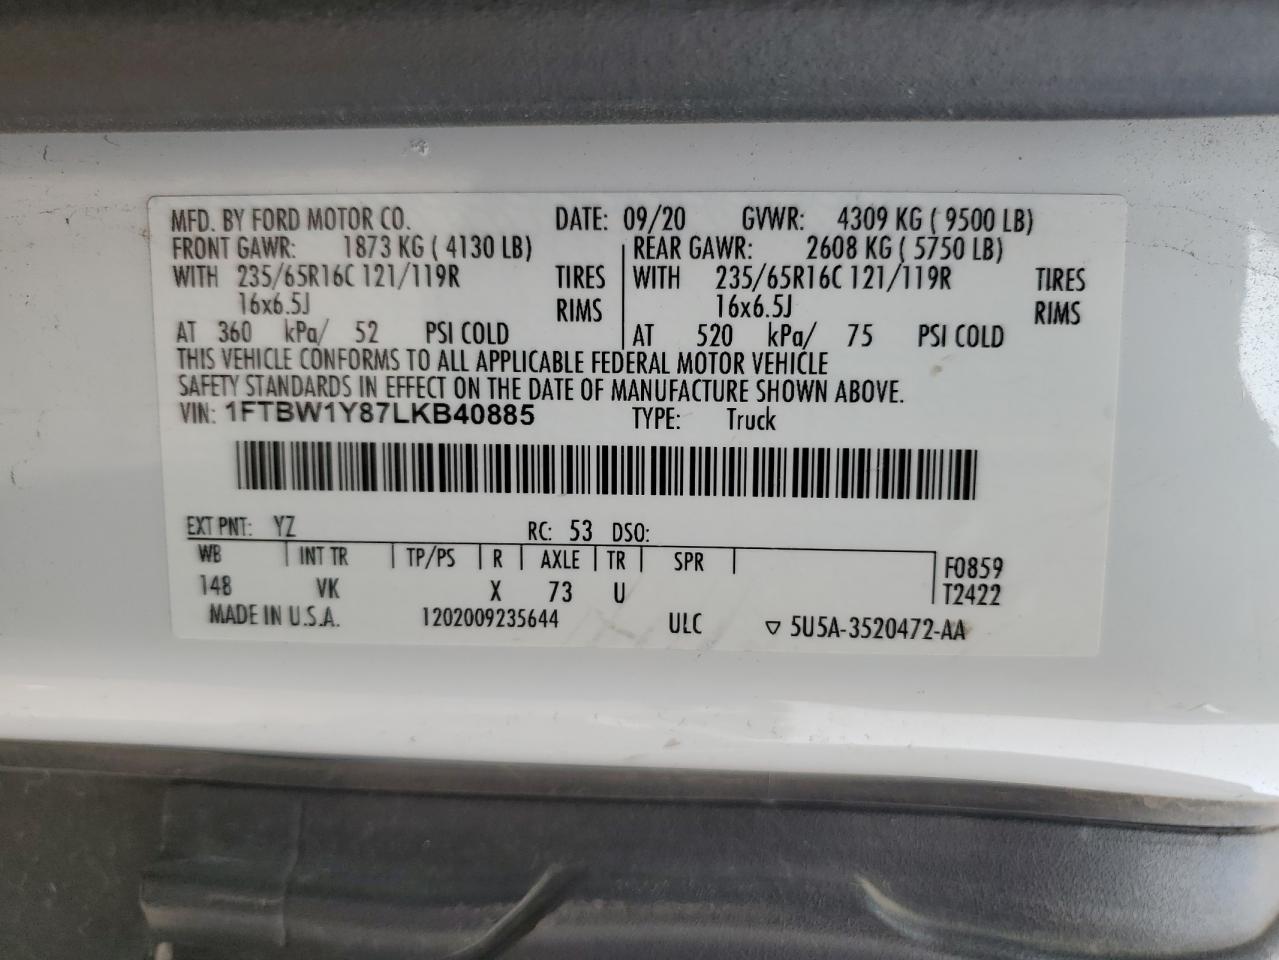 MFD. BY FORD MOTOR CO. DATE: 09/20 GVWR: 4309 KG ( 9500 LB)
FRONT GAWR: 1873 KG ( 4130 LB) REAR GAWR: 2608 KG ( 5750 LB)
WITH 235/65R16C 121/119R TIRES WITH 235/65R16C 121/119R TIRES
16x6.5J RIMS 16x6.5J RIMS
AT 360 kPa/ 52 PSI COLD AT 520 kPa/ 75 PSI COLD
THIS VEHICLE CONFORMS TO ALL APPLICABLE FEDERAL MOTOR VEHICLE
SAFETY STANDARDS IN EFFECT ON THE DATE OF MANUFACTURE SHOWN ABOVE.
VIN: 1FTBW1Y87LKB40885 TYPE: Truck
EXT PNT: YZ RC: 53 DSO:
WB INT TR TP/PS R AXLE TR SPR F0859
148 VK X 73 U T2422
MADE IN U.S.A. 1202009235644 ULC ▽ 5U5A-3520472-AA